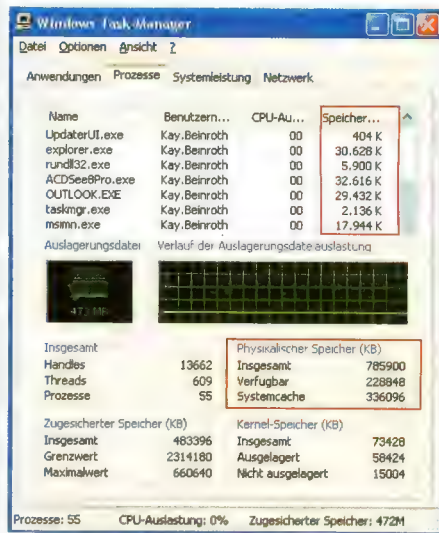 Windows Task-Manager
Datei Optionen Ansicht ?
Anwendungen Prozesse Systemleistung Netzwerk
Name Benutzern... CPU-Au... Speicher...
UpdaterUI.exe Kay.Beinroth 00 404 K
explorer.exe Kay.Beinroth 00 30.628 K
rundll32.exe Kay.Beinroth 00 5.900 K
ACDSee8Pro.exe Kay.Beinroth 00 32.616 K
OUTLOOK.EXE Kay.Beinroth 00 29.432 K
taskmgr.exe Kay.Beinroth 00 2.136 K
msimn.exe Kay.Beinroth 00 17.944 K
Auslagerungsdatei Verlauf der Auslagerungsdateiauslastung
473 MB
Insgesamt Physikalischer Speicher (KB)
Handles 13662 Insgesamt 785900
Threads 609 Verfügbar 228848
Prozesse 55 Systemcache 336096
Zugesicherter Speicher (KB) Kernel-Speicher (KB)
Insgesamt 483396 Insgesamt 73428
Grenzwert 2314180 Ausgelagert 58424
Maximalwert 660640 Nicht ausgelagert 15004
Prozesse: 55 CPU-Auslastung: 0% Zugesicherter Speicher: 472M